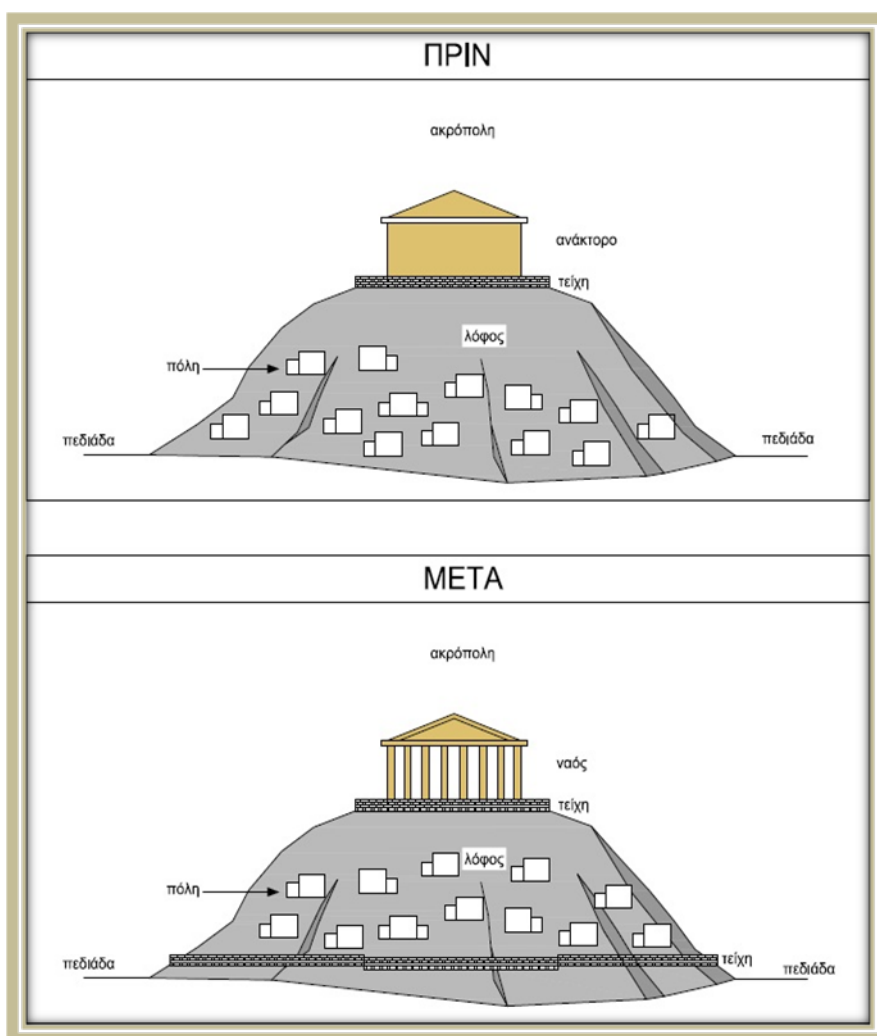 ΠΡΙΝ
ακρόπολη
ανάκτορο
τείχη
λόφος
πόλη
πεδιάδα
πεδιάδα
ΜΕΤΑ
ακρόπολη
ναός
τείχη
λόφος
πόλη
τείχη
πεδιάδα
πεδιάδα